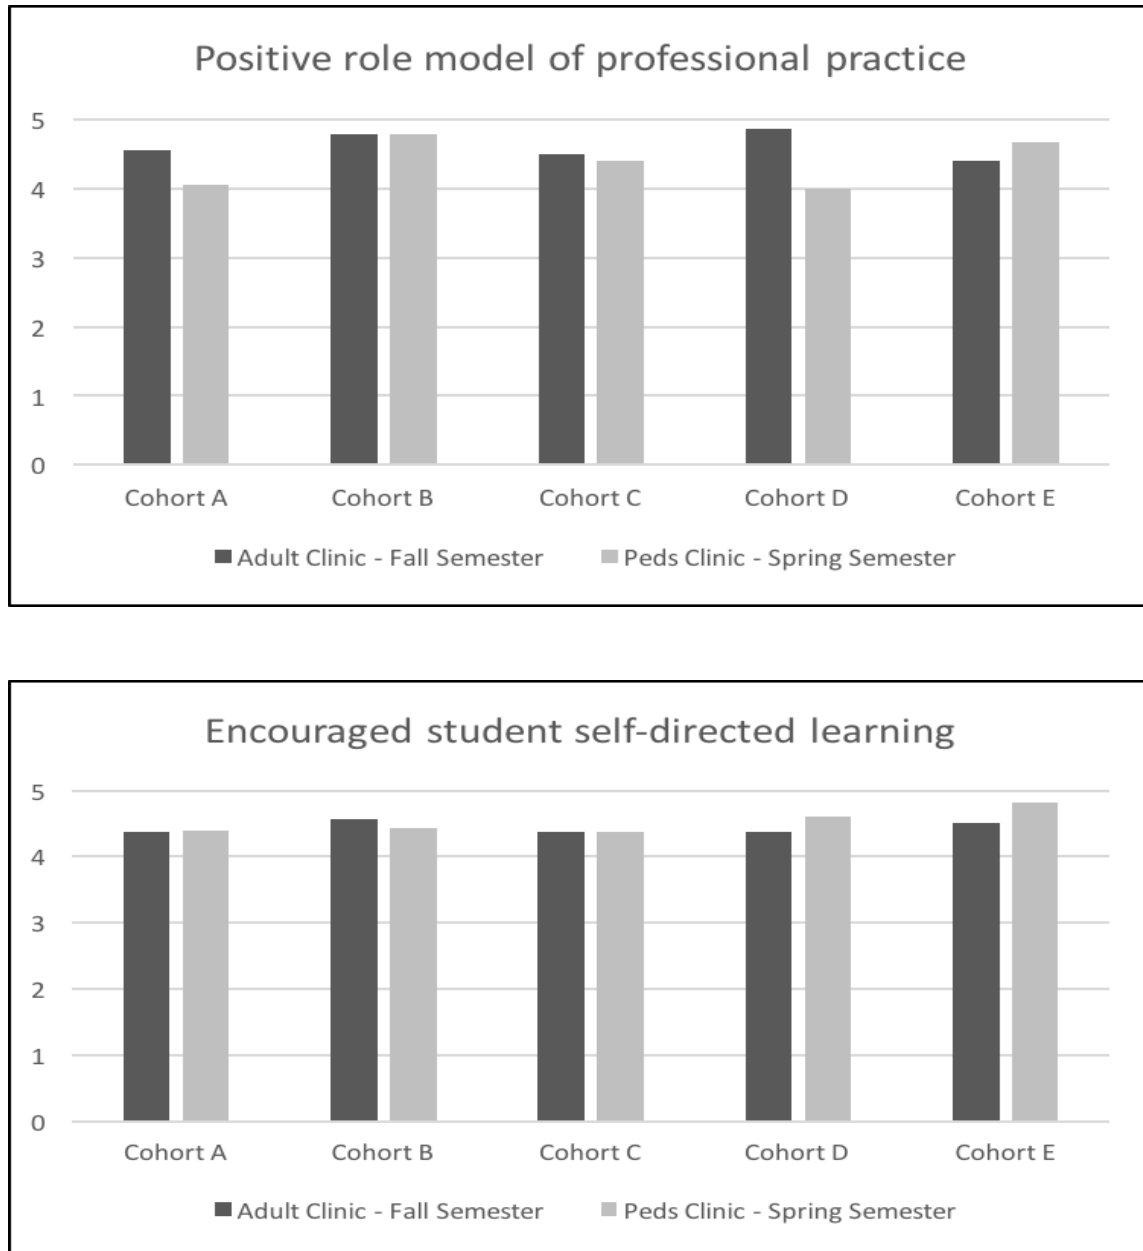 Positive role model of professional practice
5
4
3
2
1
0
Cohort A Cohort B Cohort C Cohort D Cohort E
Adult Clinic - Fall Semester Peds Clinic - Spring Semester
Encouraged student self-directed learning
5
4
3
2
1
0
Cohort A Cohort B Cohort C Cohort D Cohort E
Adult Clinic - Fall Semester Peds Clinic - Spring Semester